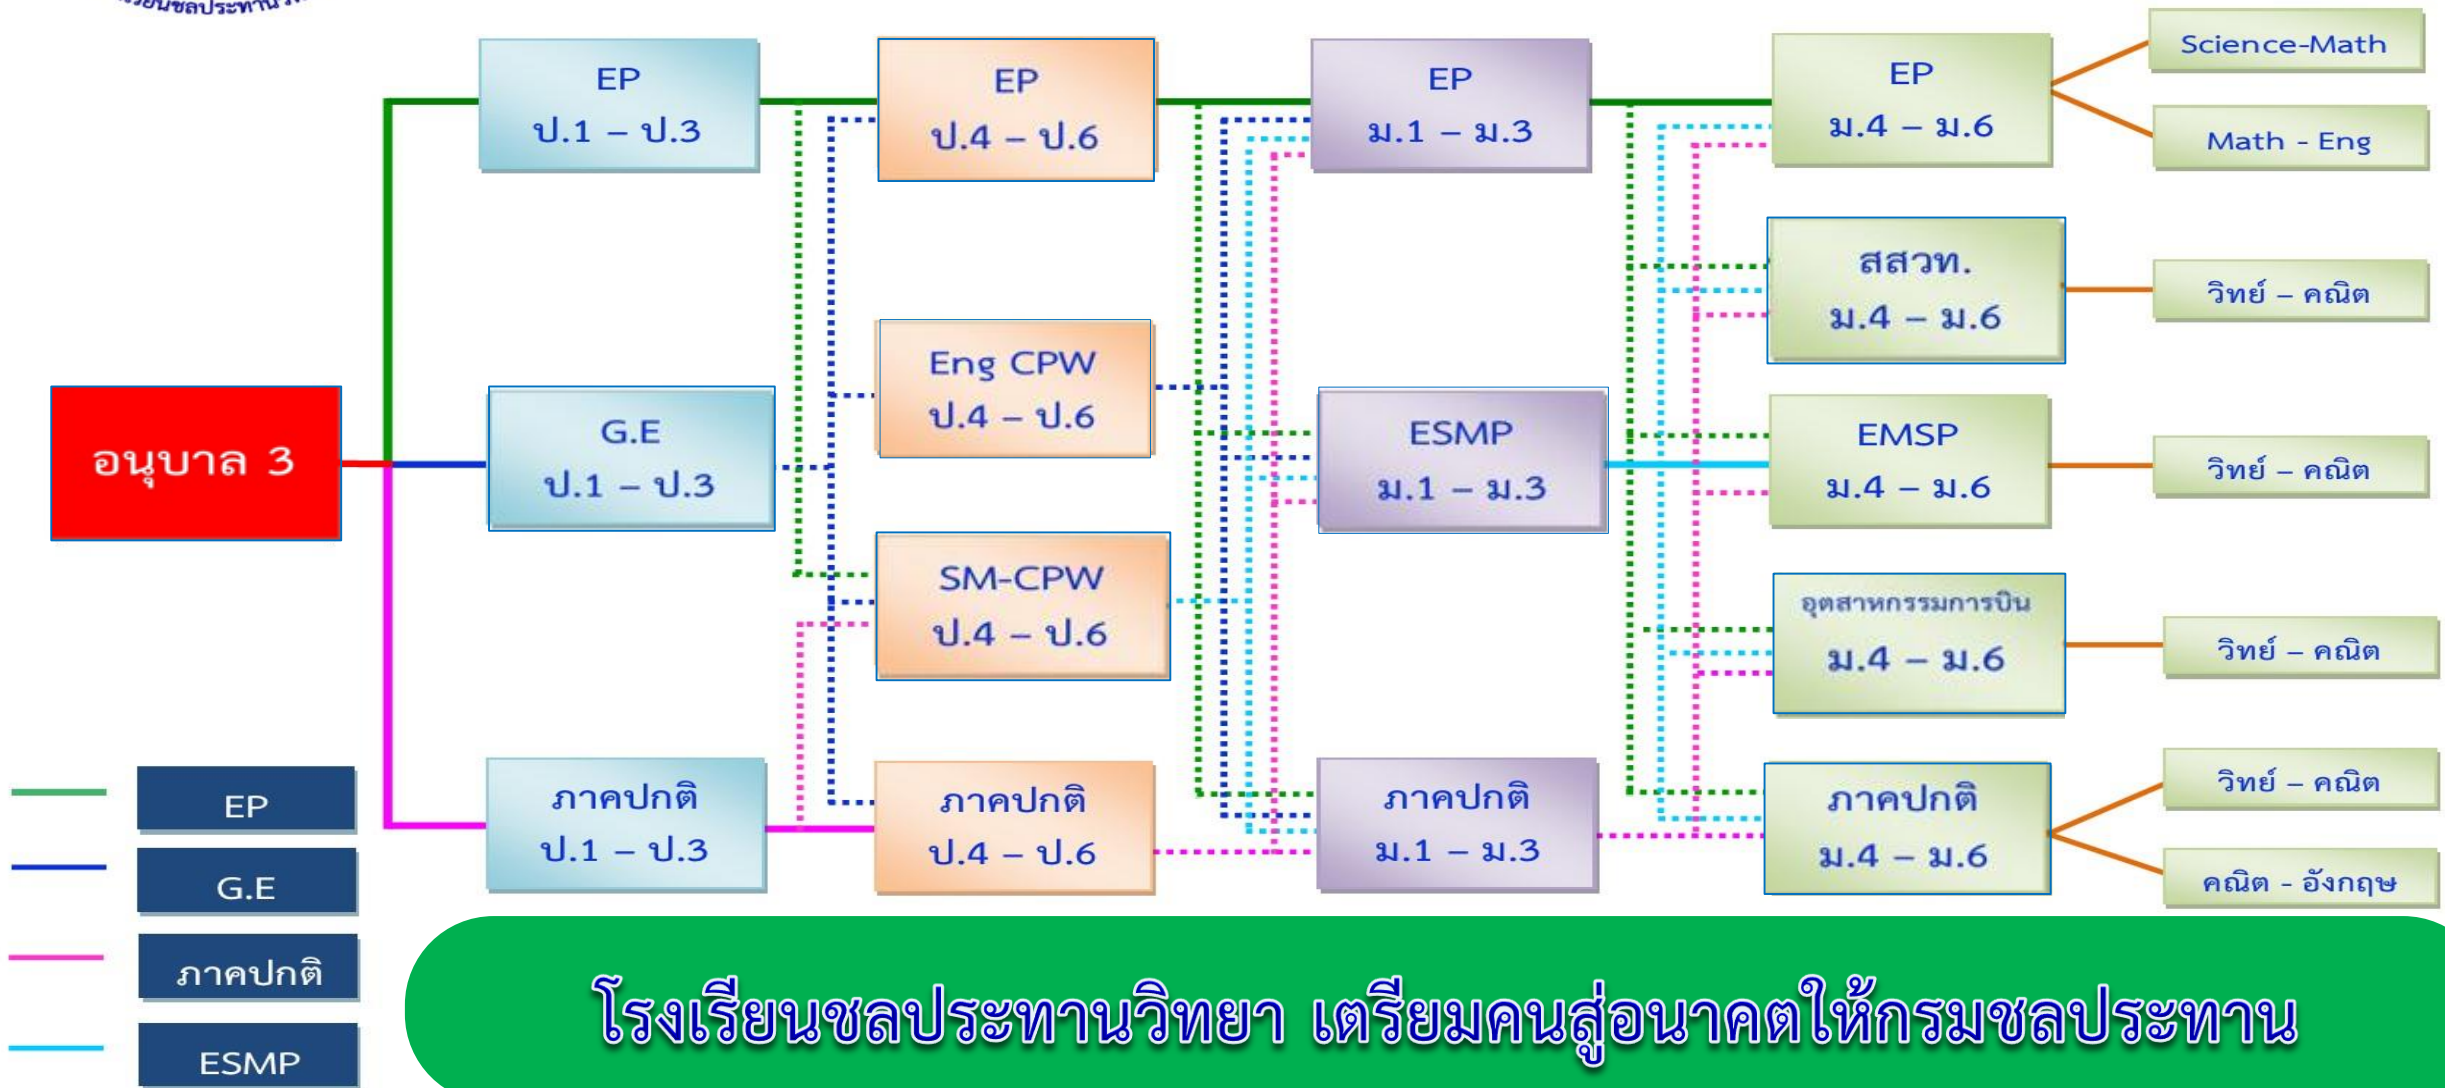 EP
ป.1 – ป.3
EP
ป.4 – ป.6
EP
ม.1 – ม.3
EP
ม.4 – ม.6
Science-Math
Math - Eng
สสวท.
ม.4 – ม.6
วิทย์ – คณิต
Eng CPW
ป.4 – ป.6
อนุบาล 3
G.E
ป.1 – ป.3
ESMP
ม.1 – ม.3
EMSP
ม.4 – ม.6
วิทย์ – คณิต
SM-CPW
ป.4 – ป.6
อุตสาหกรรมการบิน
ม.4 – ม.6
วิทย์ – คณิต
ภาคปกติ
ป.1 – ป.3
ภาคปกติ
ป.4 – ป.6
ภาคปกติ
ม.1 – ม.3
ภาคปกติ
ม.4 – ม.6
วิทย์ – คณิต
คณิต - อังกฤษ
EP
G.E
ภาคปกติ
ESMP
โรงเรียนชลประทานวิทยา เตรียมคนสู่อนาคตให้กรมชลประทาน